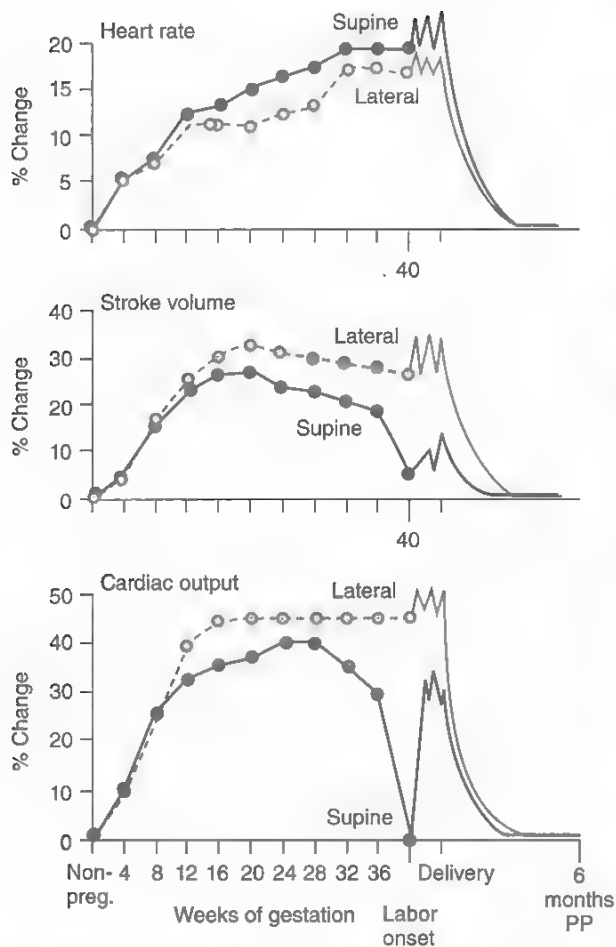 Heart rate
Supine
Lateral
% Change
20
15
10
5
0
40
Stroke volume
Lateral
Supine
% Change
40
30
20
10
0
40
Cardiac output
Lateral
Supine
% Change
50
40
30
20
10
0
Non-
preg.
4 8 12 16 20 24 28 32 36
Delivery
6
months
PP
Weeks of gestation
Labor
onset